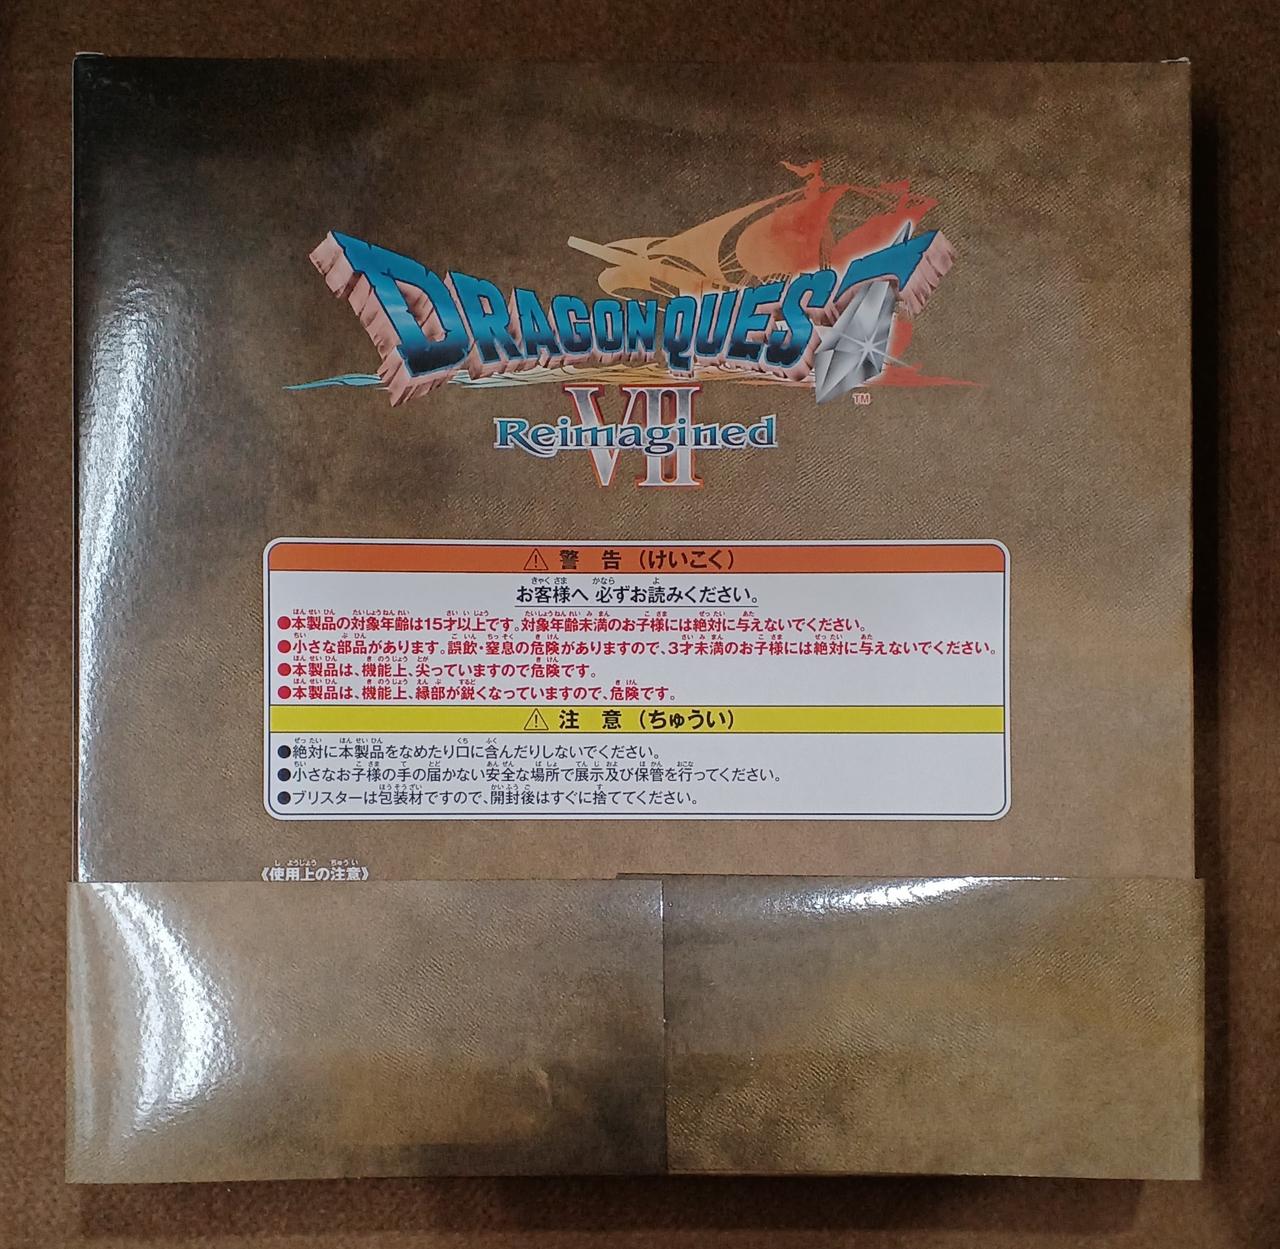 DRAGON QUEST
TM
VII
Reimagined
⚠ 警 告 (けいこく)
お客様へ 必ずお読みください。
●本製品の対象年齢は15才以上です。対象年齢未満のお子様には絶対に与えないでください。
●小さな部品があります。誤飲・窒息の危険がありますので、3才未満のお子様には絶対に与えないでください。
●本製品は、機能上、尖っていますので危険です。
●本製品は、機能上、縁部が鋭くなっていますので、危険です。
⚠ 注 意 (ちゅうい)
●絶対に本製品をなめたり口に含んだりしないでください。
●小さなお子様の手の届かない安全な場所で展示及び保管を行ってください。
●ブリスターは包装材ですので、開封後はすぐに捨ててください。
《使用上の注意》